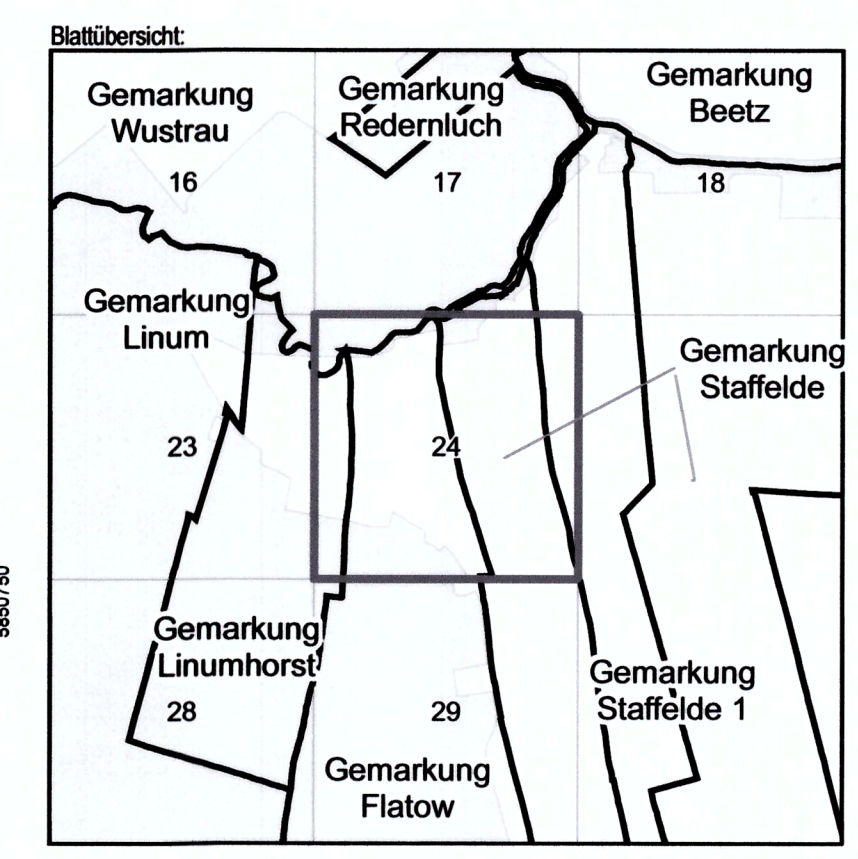 Blattübersicht:
Gemarkung
Wustrau
16
Gemarkung
Redernluch
17
Gemarkung
Beetz
18
Gemarkung
Linum
23
24
Gemarkung
Staffelde
5850750
Gemarkung
Linumhorst
28
29
Gemarkung
Flatow
Gemarkung
Staffelde 1